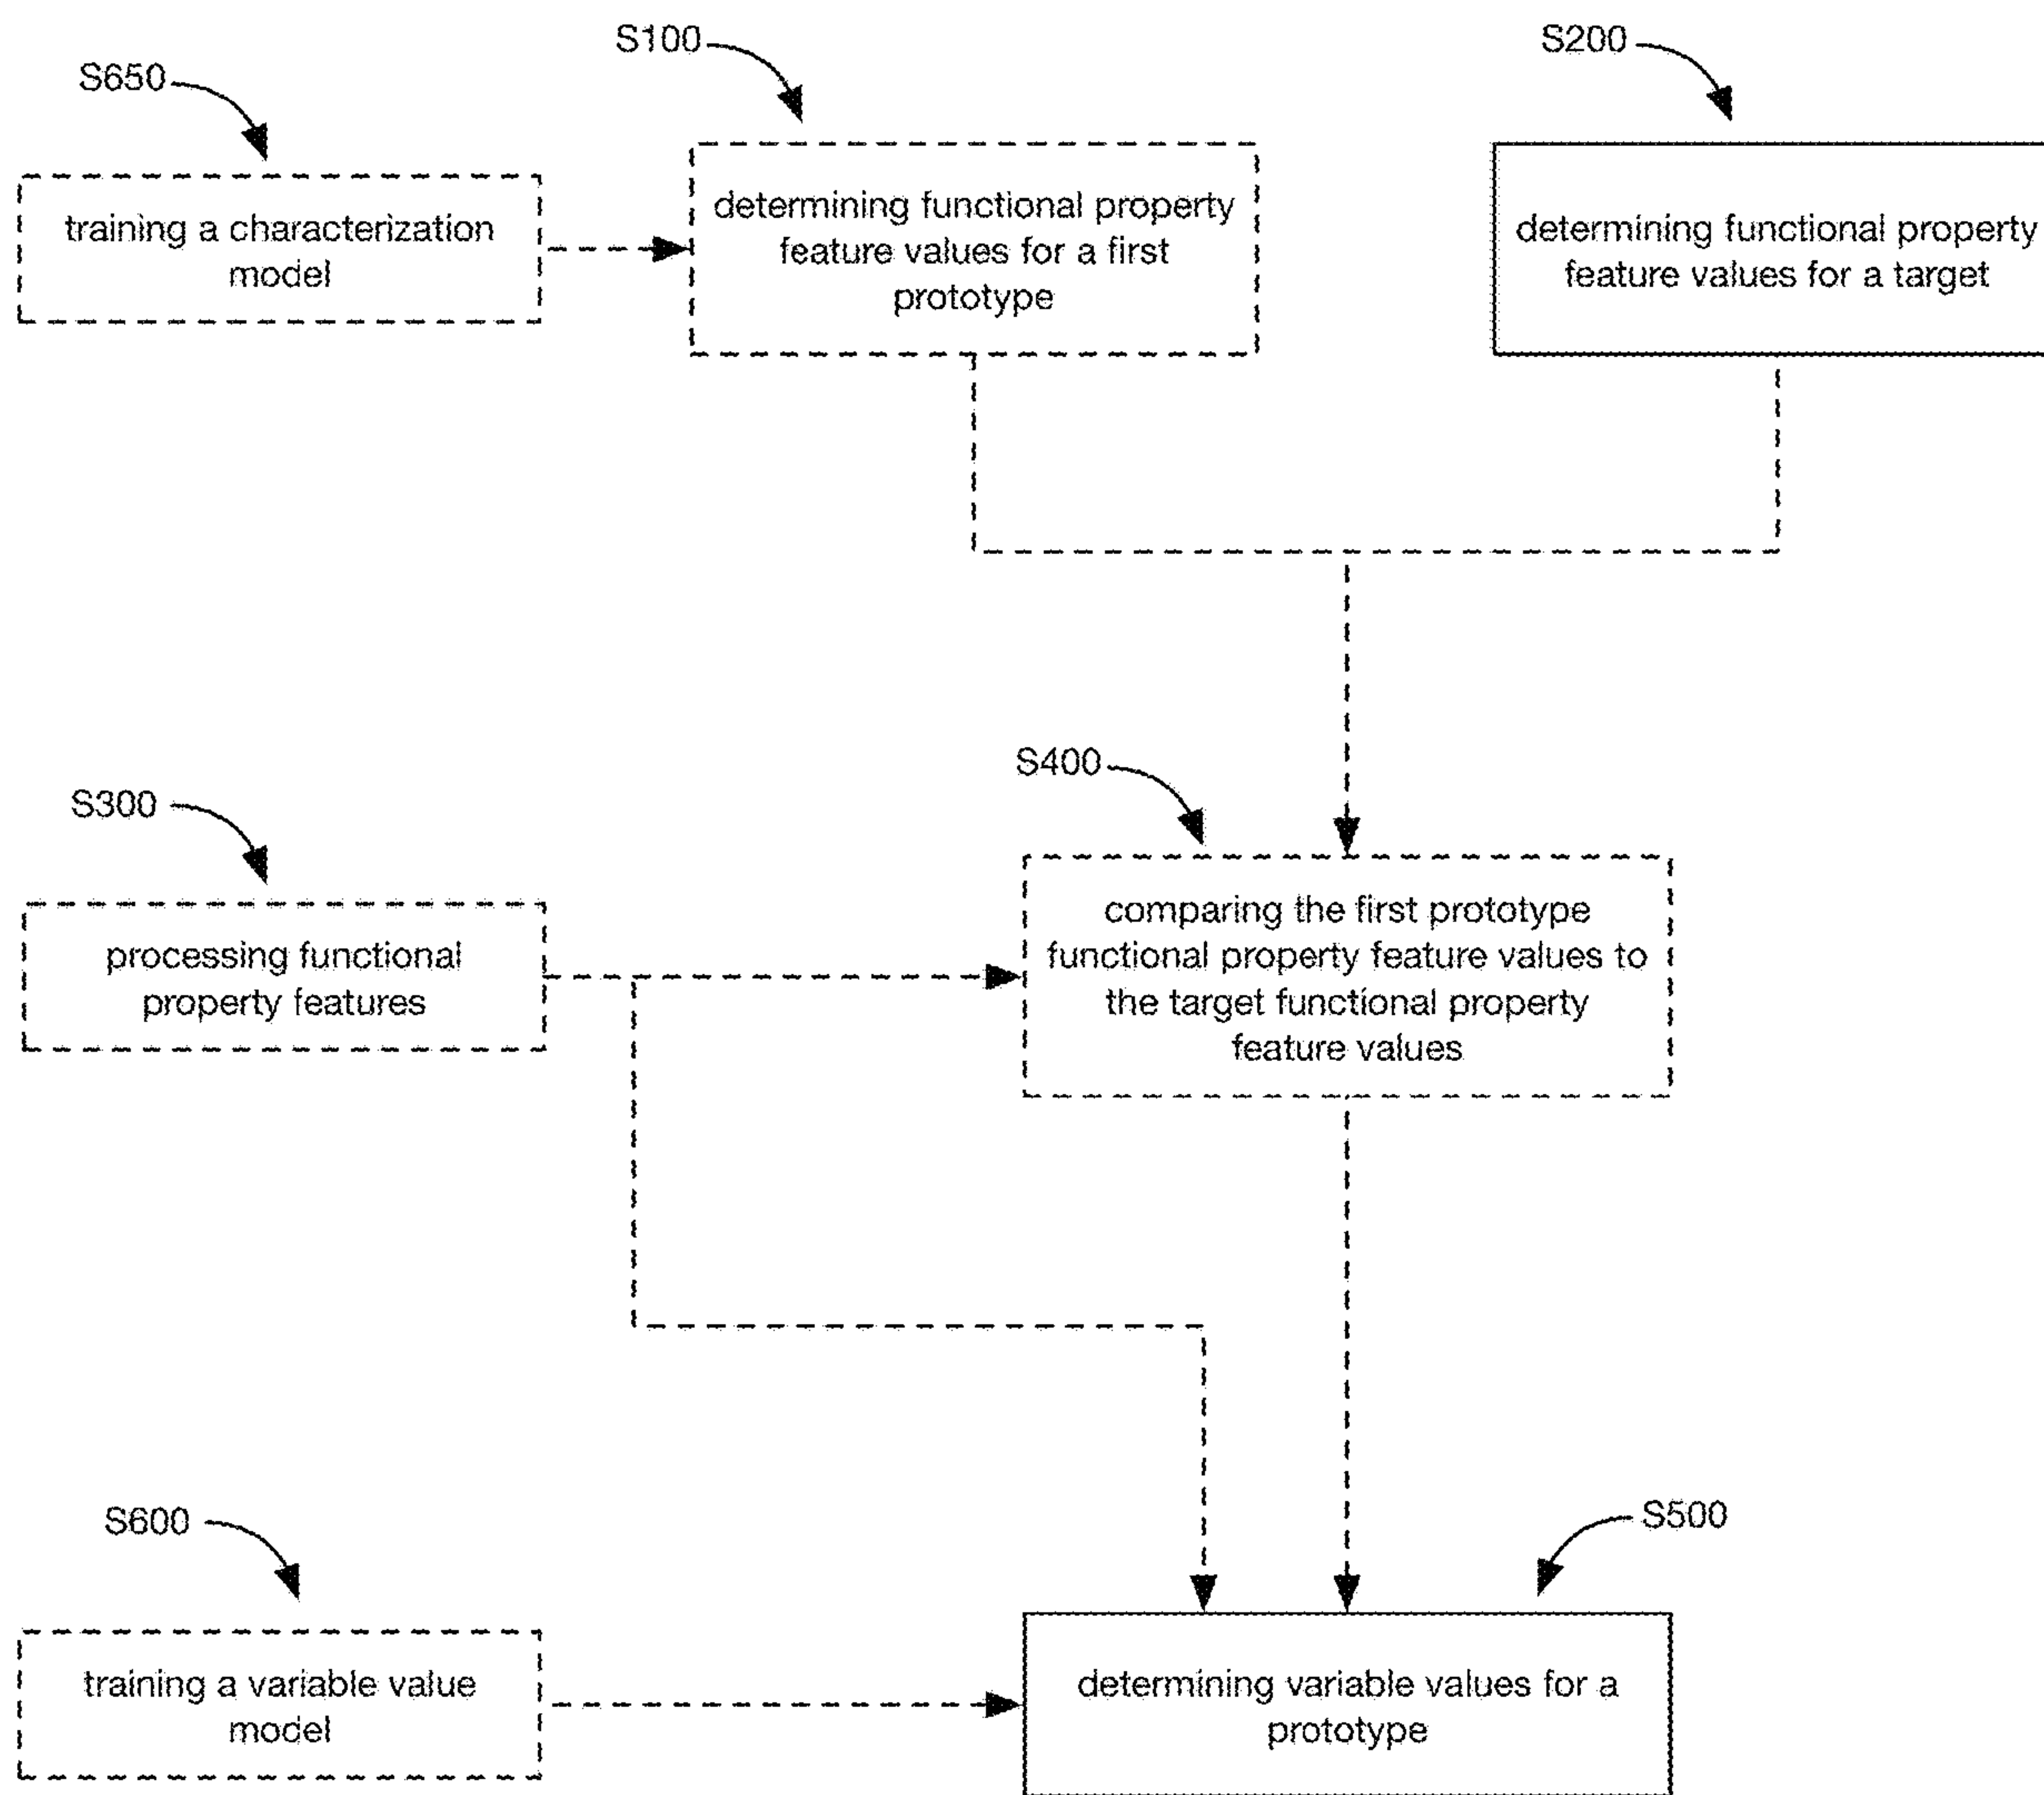 S650
training a characterization
model
S100
determining functional property
feature values for a first
prototype
S200
determining functional property
feature values for a target
S300
processing functional
property features
S400
comparing the first prototype
functional property feature values to
the target functional property
feature values
S600
training a variable value
model
S500
determining variable values for a
prototype